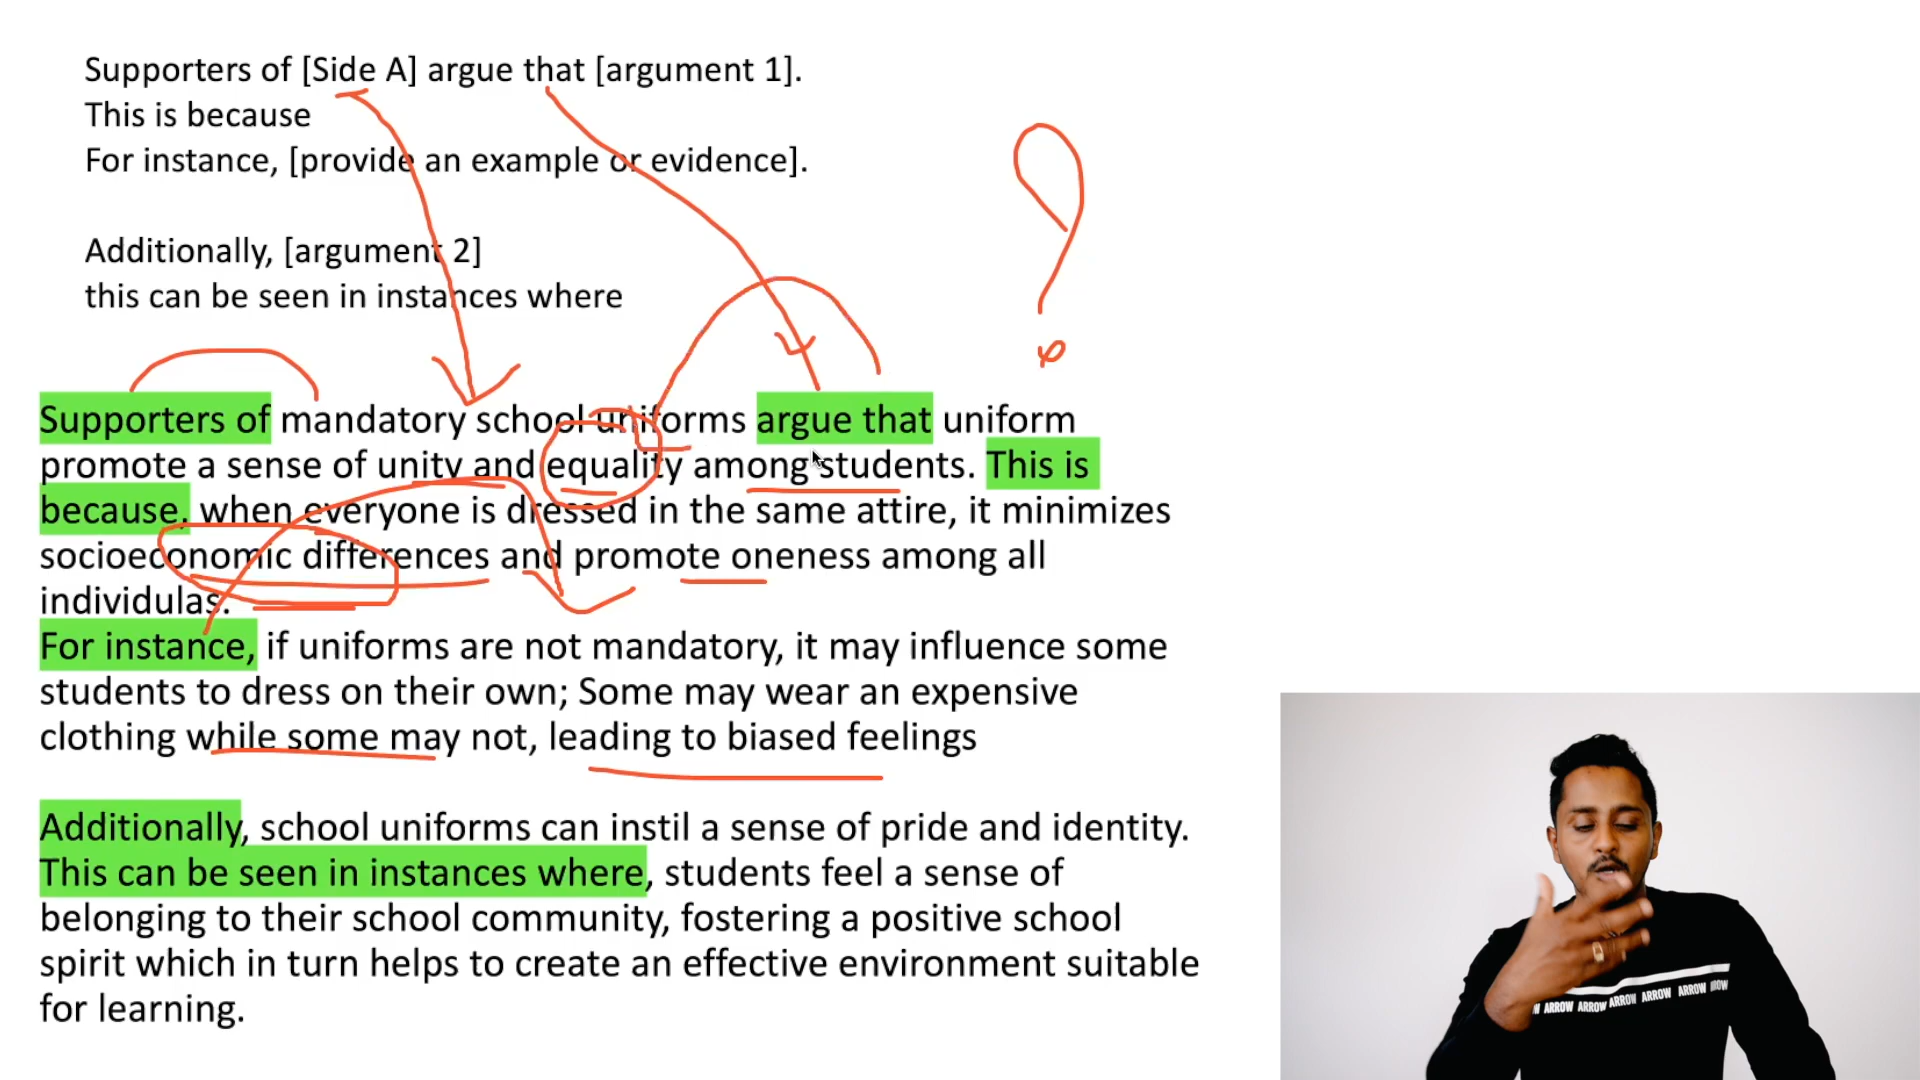 Supporters of [Side A] argue that [argument 1].
This is because
For instance, [provide an example or evidence].
Additionally, [argument 2]
this can be seen in instances where
Supporters of mandatory school uniforms argue that uniform
promote a sense of unity and equality among students. This is
because, when everyone is dressed in the same attire, it minimizes
socioeconomic differences and promote oneness among all
individulas.
For instance, if uniforms are not mandatory, it may influence some
students to dress on their own; Some may wear an expensive
clothing while some may not, leading to biased feelings
Additionally, school uniforms can instil a sense of pride and identity.
This can be seen in instances where, students feel a sense of
belonging to their school community, fostering a positive school
spirit which in turn helps to create an effective environment suitable
for learning.
ARROW ARROW ARROW ARROW ARROW